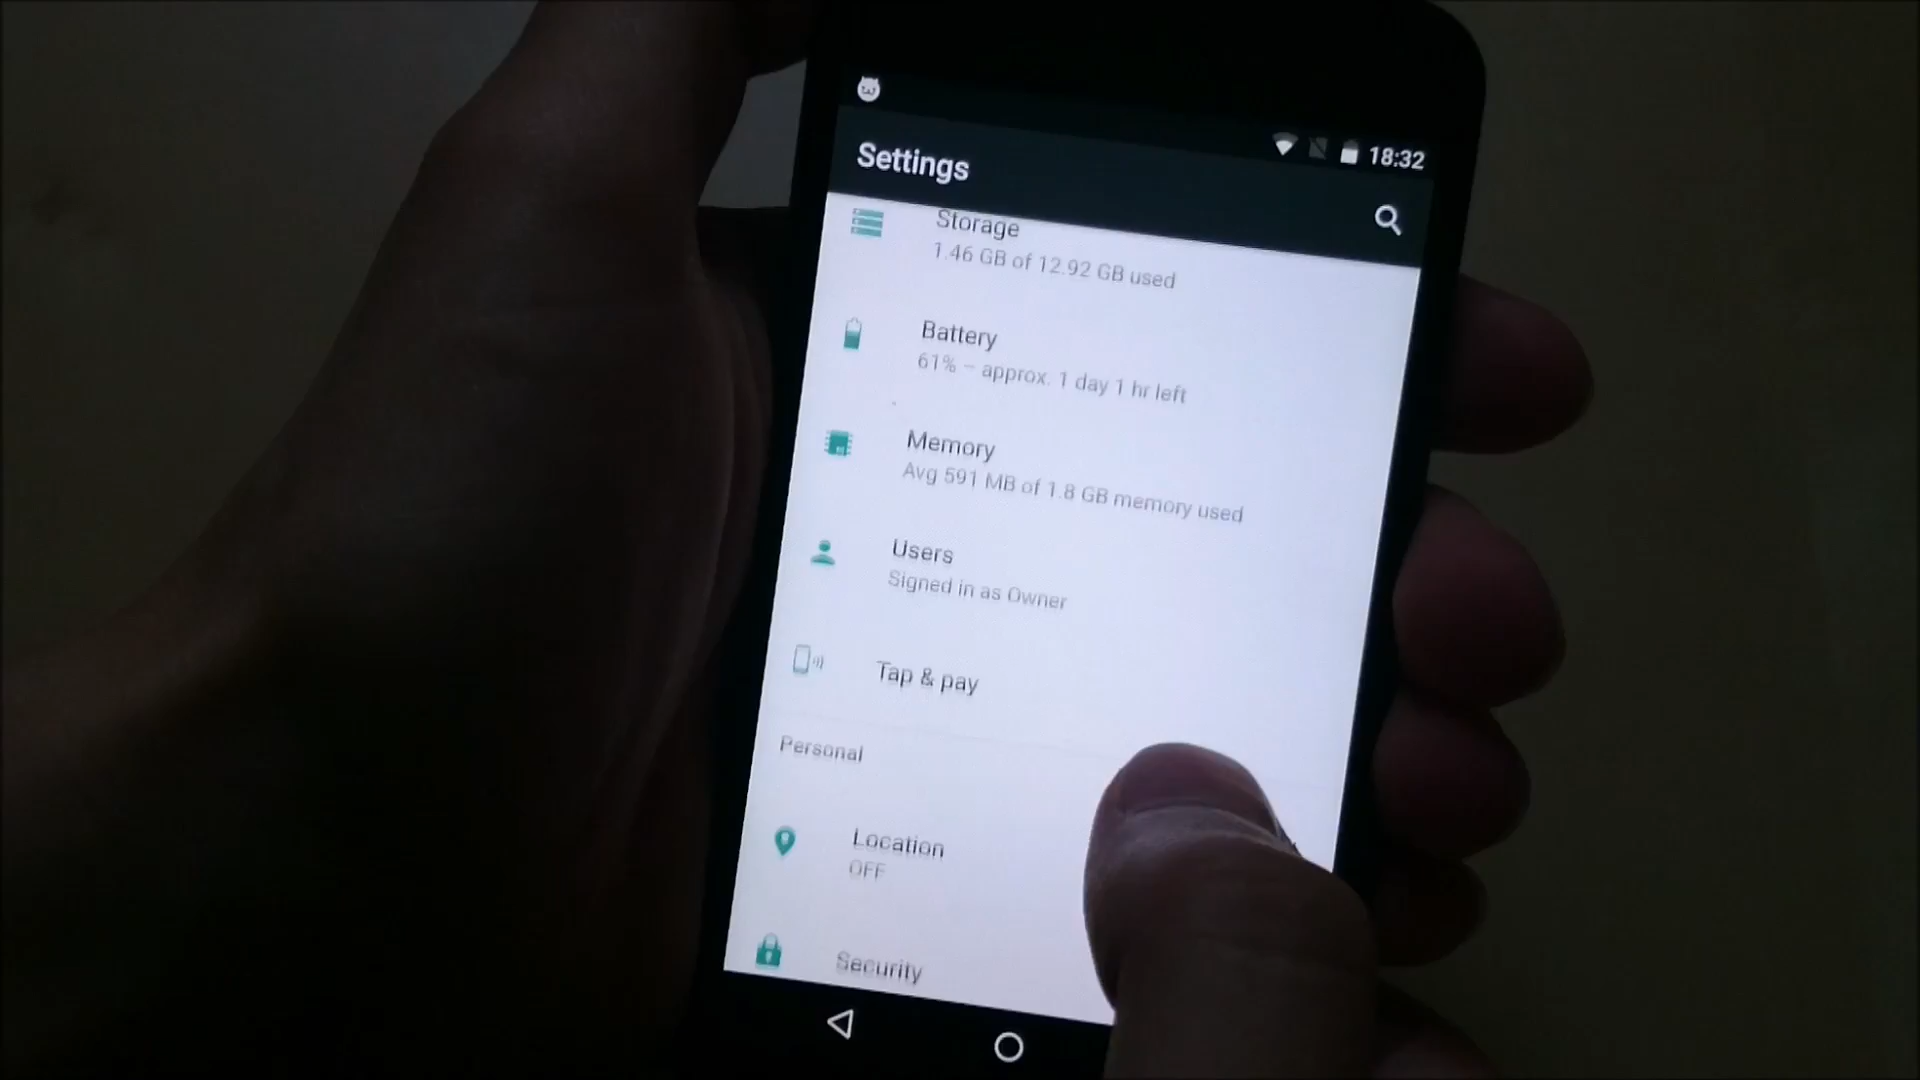 18:32
Settings
Storage
1.46 GB of 12.92 GB used
Battery
61% – approx. 1 day 1 hr left
Memory
Avg 591 MB of 1.8 GB memory used
Users
Signed in as Owner
Tap & pay
Personal
Location
OFF
Security